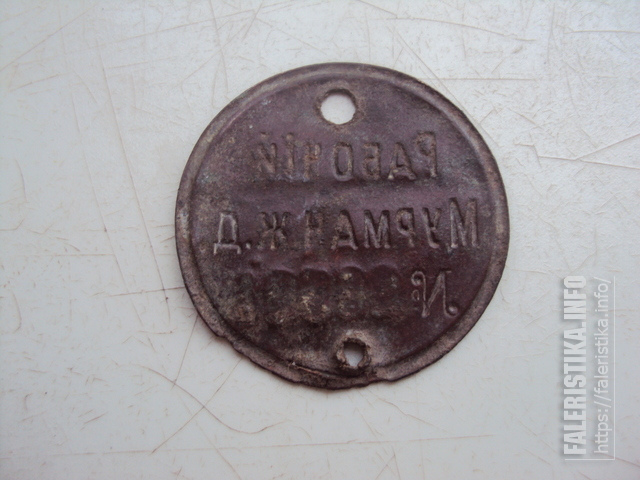 Рабочій
Мурман ж.д.
№
FALERISTIKA.INFO
https://faleristika.info/